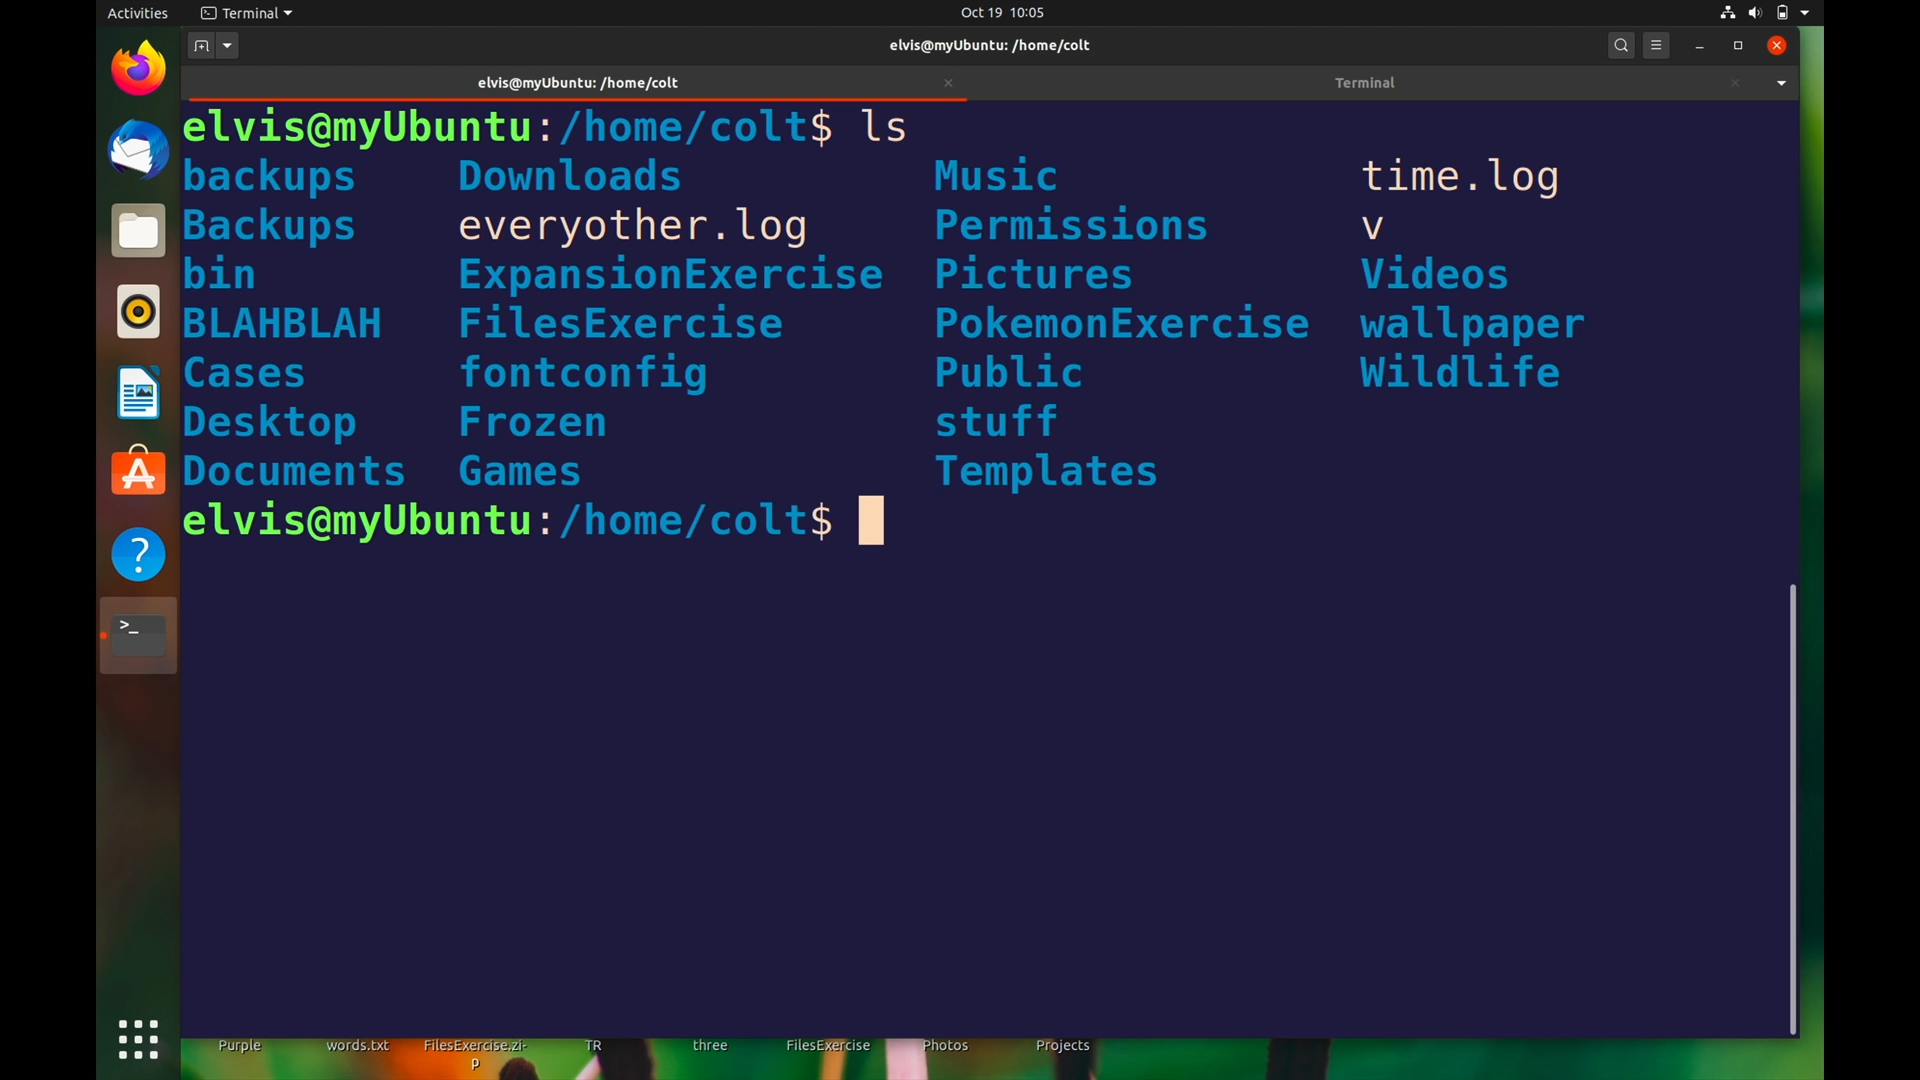 Activities Terminal Oct 19 10:05
elvis@myUbuntu: /home/colt
elvis@myUbuntu: /home/colt Terminal
elvis@myUbuntu:/home/colt$ ls
backups Downloads Music time.log
Backups everyother.log Permissions v
bin ExpansionExercise Pictures Videos
BLAHBLAH FilesExercise PokemonExercise wallpaper
Cases fontconfig Public Wildlife
Desktop Frozen stuff
Documents Games Templates
elvis@myUbuntu:/home/colt$
Purple words.txt FilesExercise.zi- TR three FilesExercise Photos Projects
p